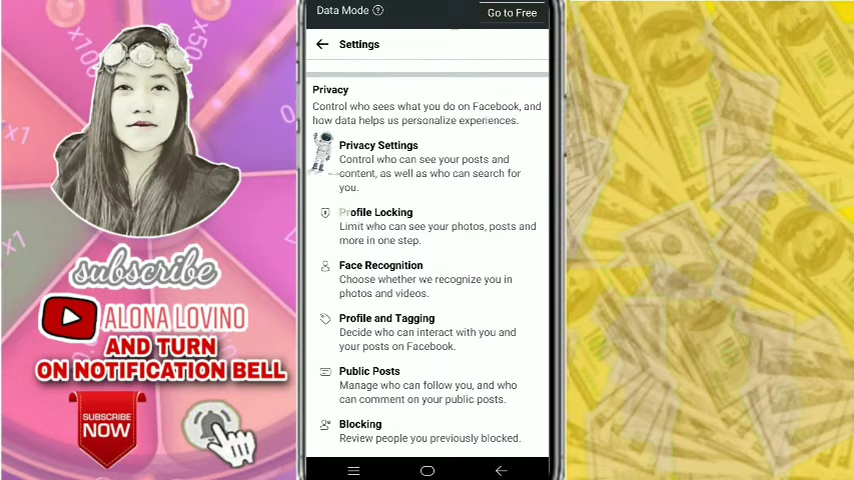 x100
x50
0
x1
x1
subscribe
ALONA LOVINO
AND TURN
ON NOTIFICATION BELL
SUBSCRIBE
NOW
Data Mode
Go to Free
Settings
Privacy
Control who sees what you do on Facebook, and
how data helps us personalize experiences.
Privacy Settings
Control who can see your posts and
content, as well as who can search for
you.
Profile Locking
Limit who can see your photos, posts and
more in one step.
Face Recognition
Choose whether we recognize you in
photos and videos.
Profile and Tagging
Decide who can interact with you and
your posts on Facebook.
Public Posts
Manage who can follow you, and who
can comment on your public posts.
Blocking
Review people you previously blocked.